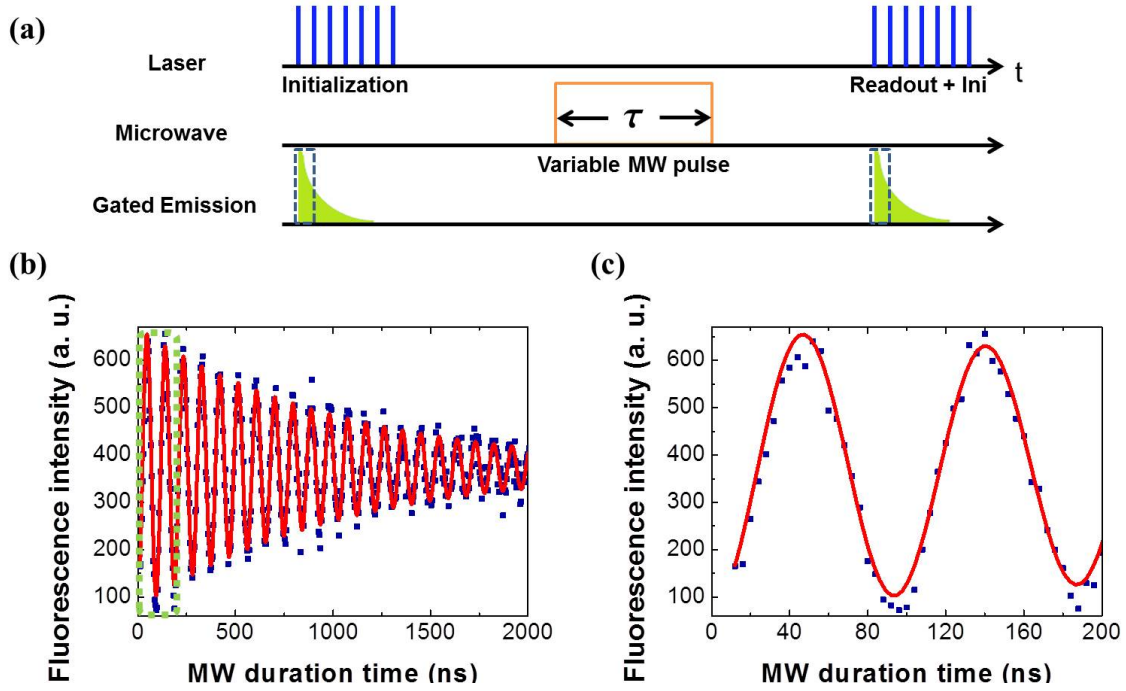 (a)
Laser
t
Initialization
Readout + Ini
τ
Microwave
Variable MW pulse
Gated Emission
(b)
(c)
Fluorescence intensity (a. u.)
600
500
400
300
200
100
0 500 1000 1500 2000
MW duration time (ns)
Fluorescence intensity (a. u.)
600
500
400
300
200
100
0 40 80 120 160 200
MW duration time (ns)